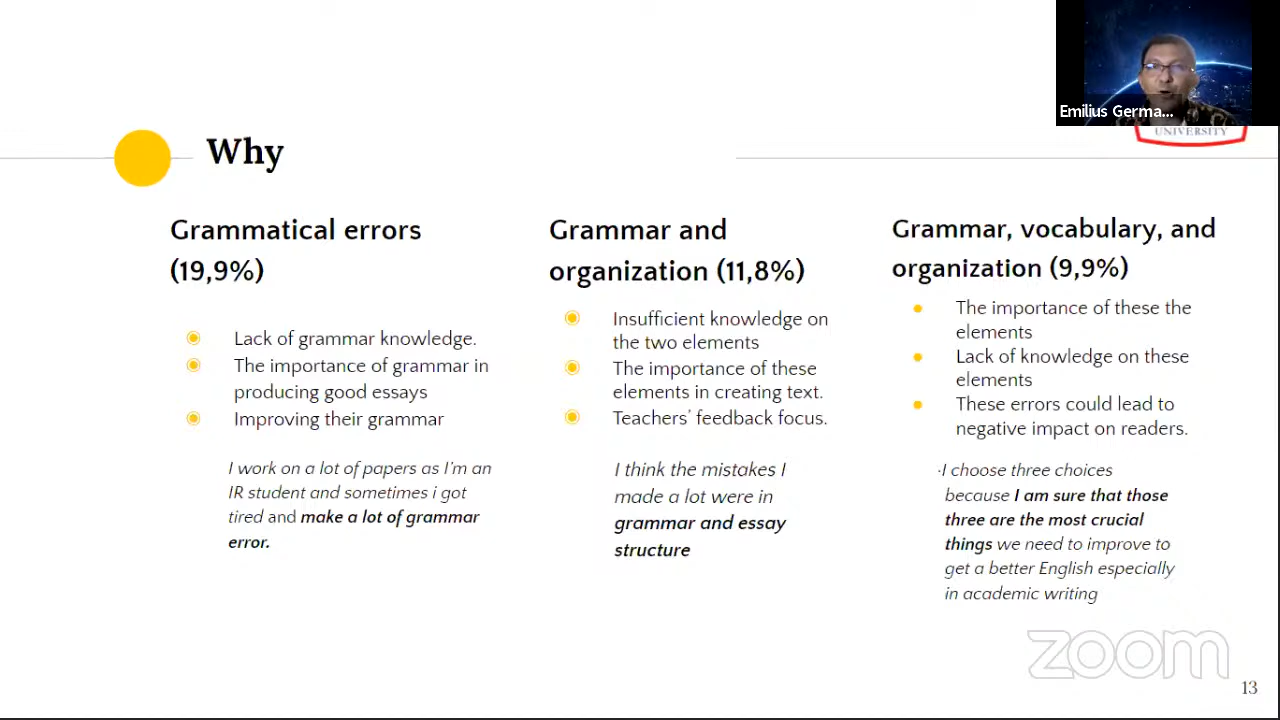 Emilius Germa...
UNIVERSITY
Why
Grammatical errors
(19,9%)
Lack of grammar knowledge.
The importance of grammar in
producing good essays
Improving their grammar
I work on a lot of papers as I'm an
IR student and sometimes i got
tired and make a lot of grammar
error.
Grammar and
organization (11,8%)
Insufficient knowledge on
the two elements
The importance of these
elements in creating text.
Teachers' feedback focus.
I think the mistakes I
made a lot were in
grammar and essay
structure
Grammar, vocabulary, and
organization (9,9%)
The importance of these the
elements
Lack of knowledge on these
elements
These errors could lead to
negative impact on readers.
·I choose three choices
because I am sure that those
three are the most crucial
things we need to improve to
get a better English especially
in academic writing
zoom
13